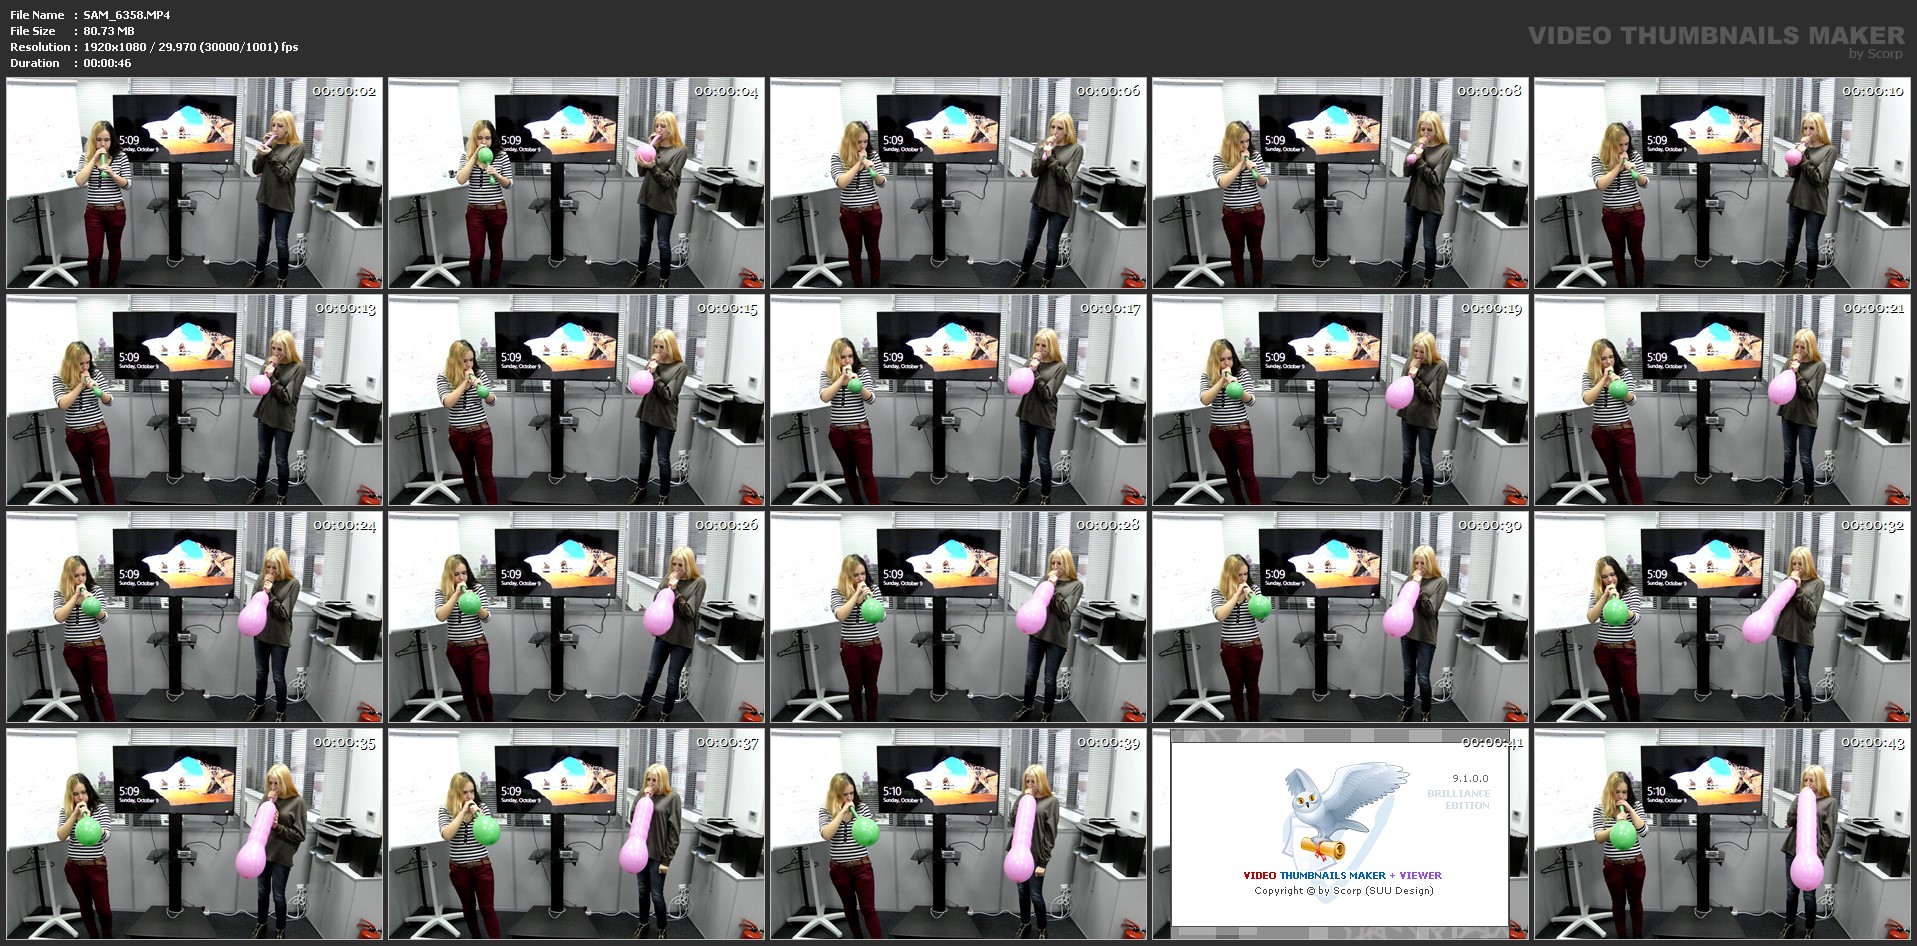 File Name : SAM_6358.MP4
File Size : 80.73 MB
Resolution : 1920x1080 / 29.970 (30000/1001) fps
Duration : 00:00:46
VIDEO THUMBNAILS MAKER
by Scorp
00:00:02
5:09
Sunday, October 9
00:00:04
5:09
Sunday, October 9
00:00:06
5:09
Sunday, October 9
00:00:08
5:09
Sunday, October 9
00:00:10
5:09
Sunday, October 9
00:00:13
5:09
Sunday, October 9
00:00:15
5:09
Sunday, October 9
00:00:17
5:09
Sunday, October 9
00:00:19
5:09
Sunday, October 9
00:00:21
5:09
Sunday, October 9
00:00:24
5:09
Sunday, October 9
00:00:26
5:09
Sunday, October 9
00:00:28
5:09
Sunday, October 9
00:00:30
5:09
Sunday, October 9
00:00:32
5:09
Sunday, October 9
00:00:35
5:09
Sunday, October 9
00:00:37
5:09
Sunday, October 9
00:00:39
5:10
Sunday, October 9
00:00:41
9.1.0.0
BRILLIANCE
EDITION
VIDEO THUMBNAILS MAKER + VIEWER
Copyright © by Scorp (SUU Design)
00:00:43
5:10
Sunday, October 9